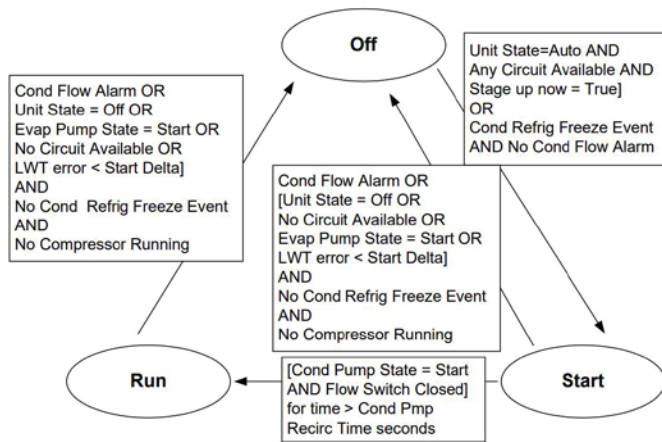 Off
Unit State=Auto AND
Any Circuit Available AND
Stage up now = True]
OR
Cond Refrig Freeze Event
AND No Cond Flow Alarm
Cond Flow Alarm OR
Unit State = Off OR
Evap Pump State = Start OR
No Circuit Available OR
LWT error < Start Delta]
AND
No Cond Refrig Freeze Event
AND
No Compressor Running
Cond Flow Alarm OR
[Unit State = Off OR
No Circuit Available OR
Evap Pump State = Start OR
LWT error < Start Delta]
AND
No Cond Refrig Freeze Event
AND
No Compressor Running
Run
[Cond Pump State = Start
AND Flow Switch Closed]
for time > Cond Pmp
Recirc Time seconds
Start